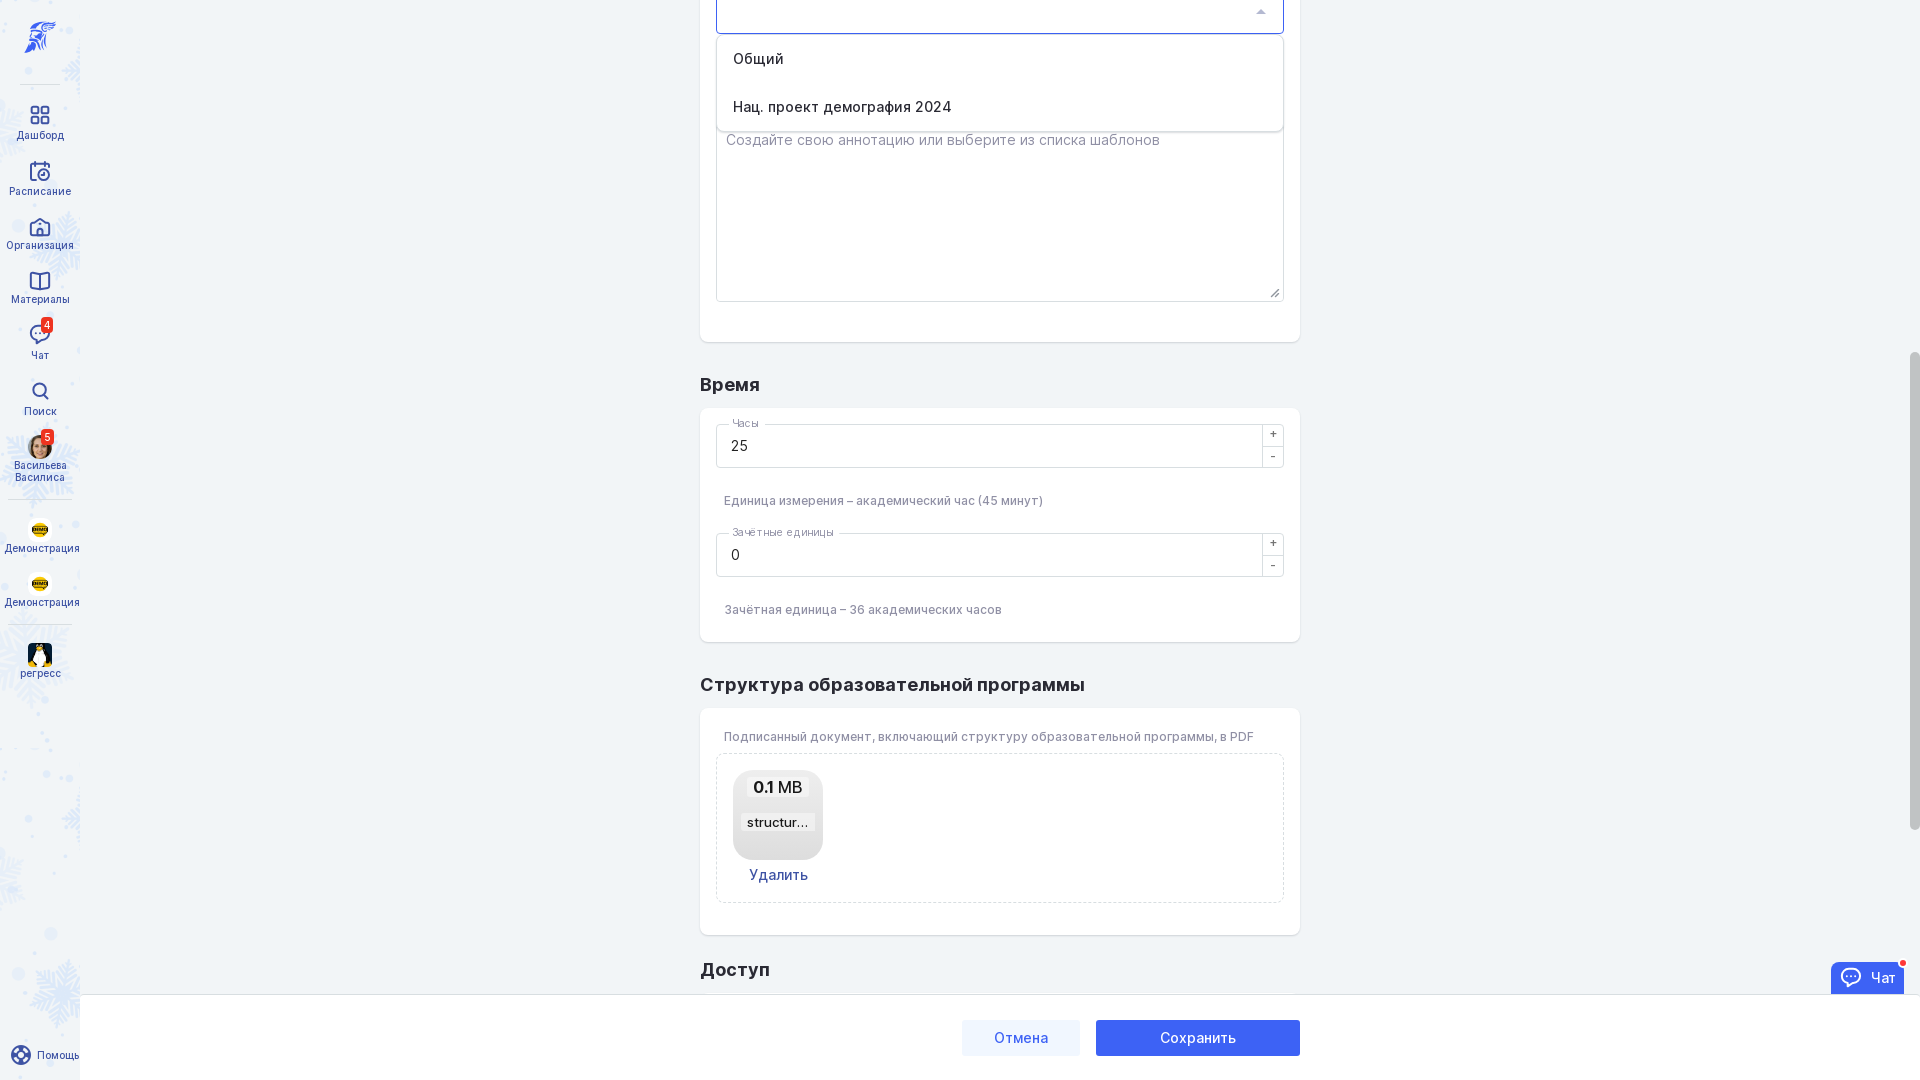 Дашборд
Расписание
Организация
Материалы
4
Чат
Поиск
5
Васильева
Василиса
Демонстрация
Демонстрация
регресс
Помощь
Общий
Нац. проект демография 2024
Создайте свою аннотацию или выберите из списка шаблонов
Время
Часы
25
+
-
Единица измерения – академический час (45 минут)
Зачётные единицы
0
+
-
Зачётная единица – 36 академических часов
Структура образовательной программы
Подписанный документ, включающий структуру образовательной программы, в PDF
0.1 MB
structur...
Удалить
Доступ
Чат
Отмена
Сохранить